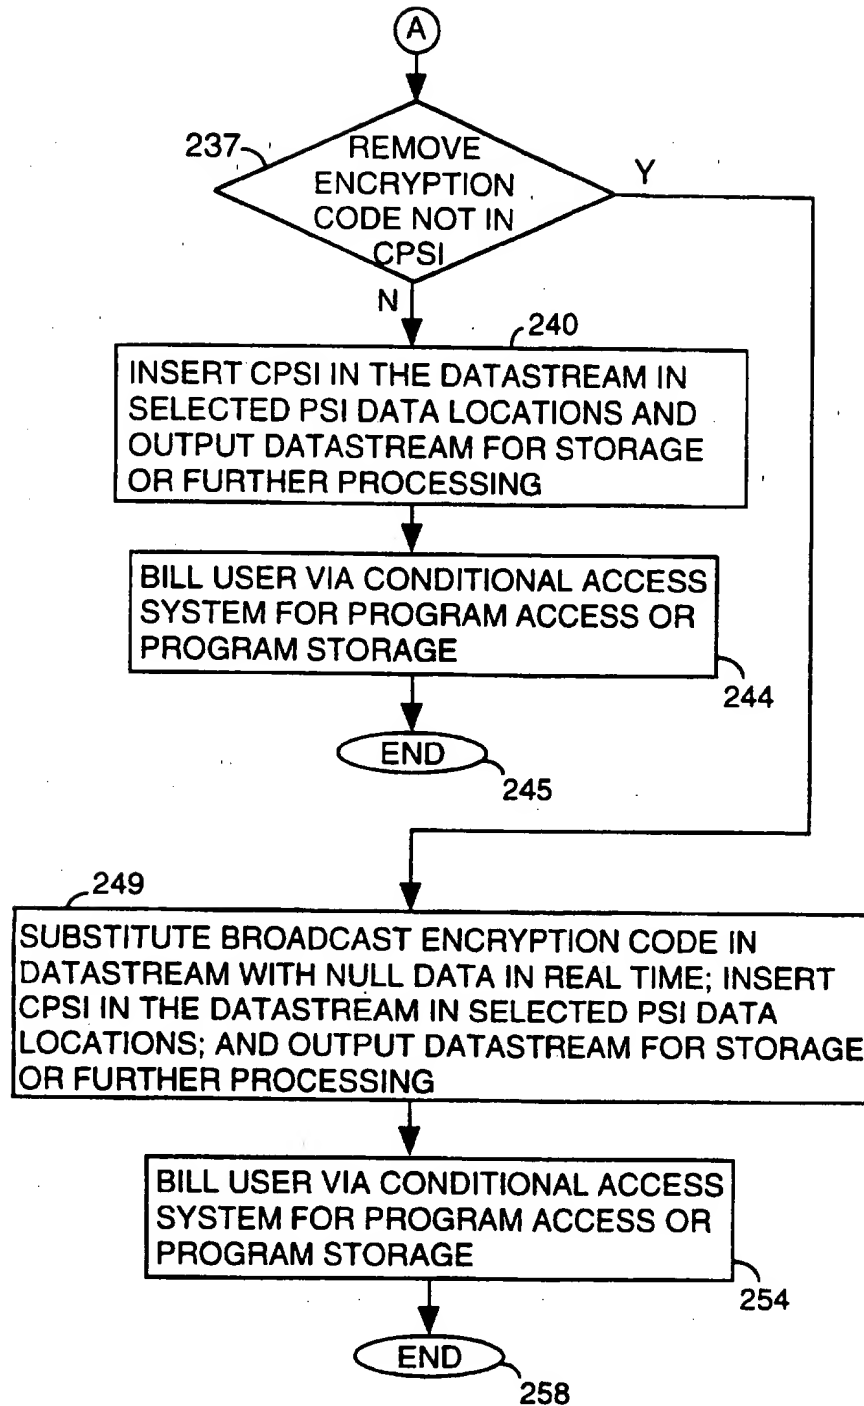 A
237
REMOVE
ENCRYPTION
CODE NOT IN
CPSI
Y
N
240
INSERT CPSI IN THE DATASTREAM IN
SELECTED PSI DATA LOCATIONS AND
OUTPUT DATASTREAM FOR STORAGE
OR FURTHER PROCESSING
BILL USER VIA CONDITIONAL ACCESS
SYSTEM FOR PROGRAM ACCESS OR
PROGRAM STORAGE
244
END
245
249
SUBSTITUTE BROADCAST ENCRYPTION CODE IN
DATASTREAM WITH NULL DATA IN REAL TIME; INSERT
CPSI IN THE DATASTREAM IN SELECTED PSI DATA
LOCATIONS; AND OUTPUT DATASTREAM FOR STORAGE
OR FURTHER PROCESSING
BILL USER VIA CONDITIONAL ACCESS
SYSTEM FOR PROGRAM ACCESS OR
PROGRAM STORAGE
254
END
258